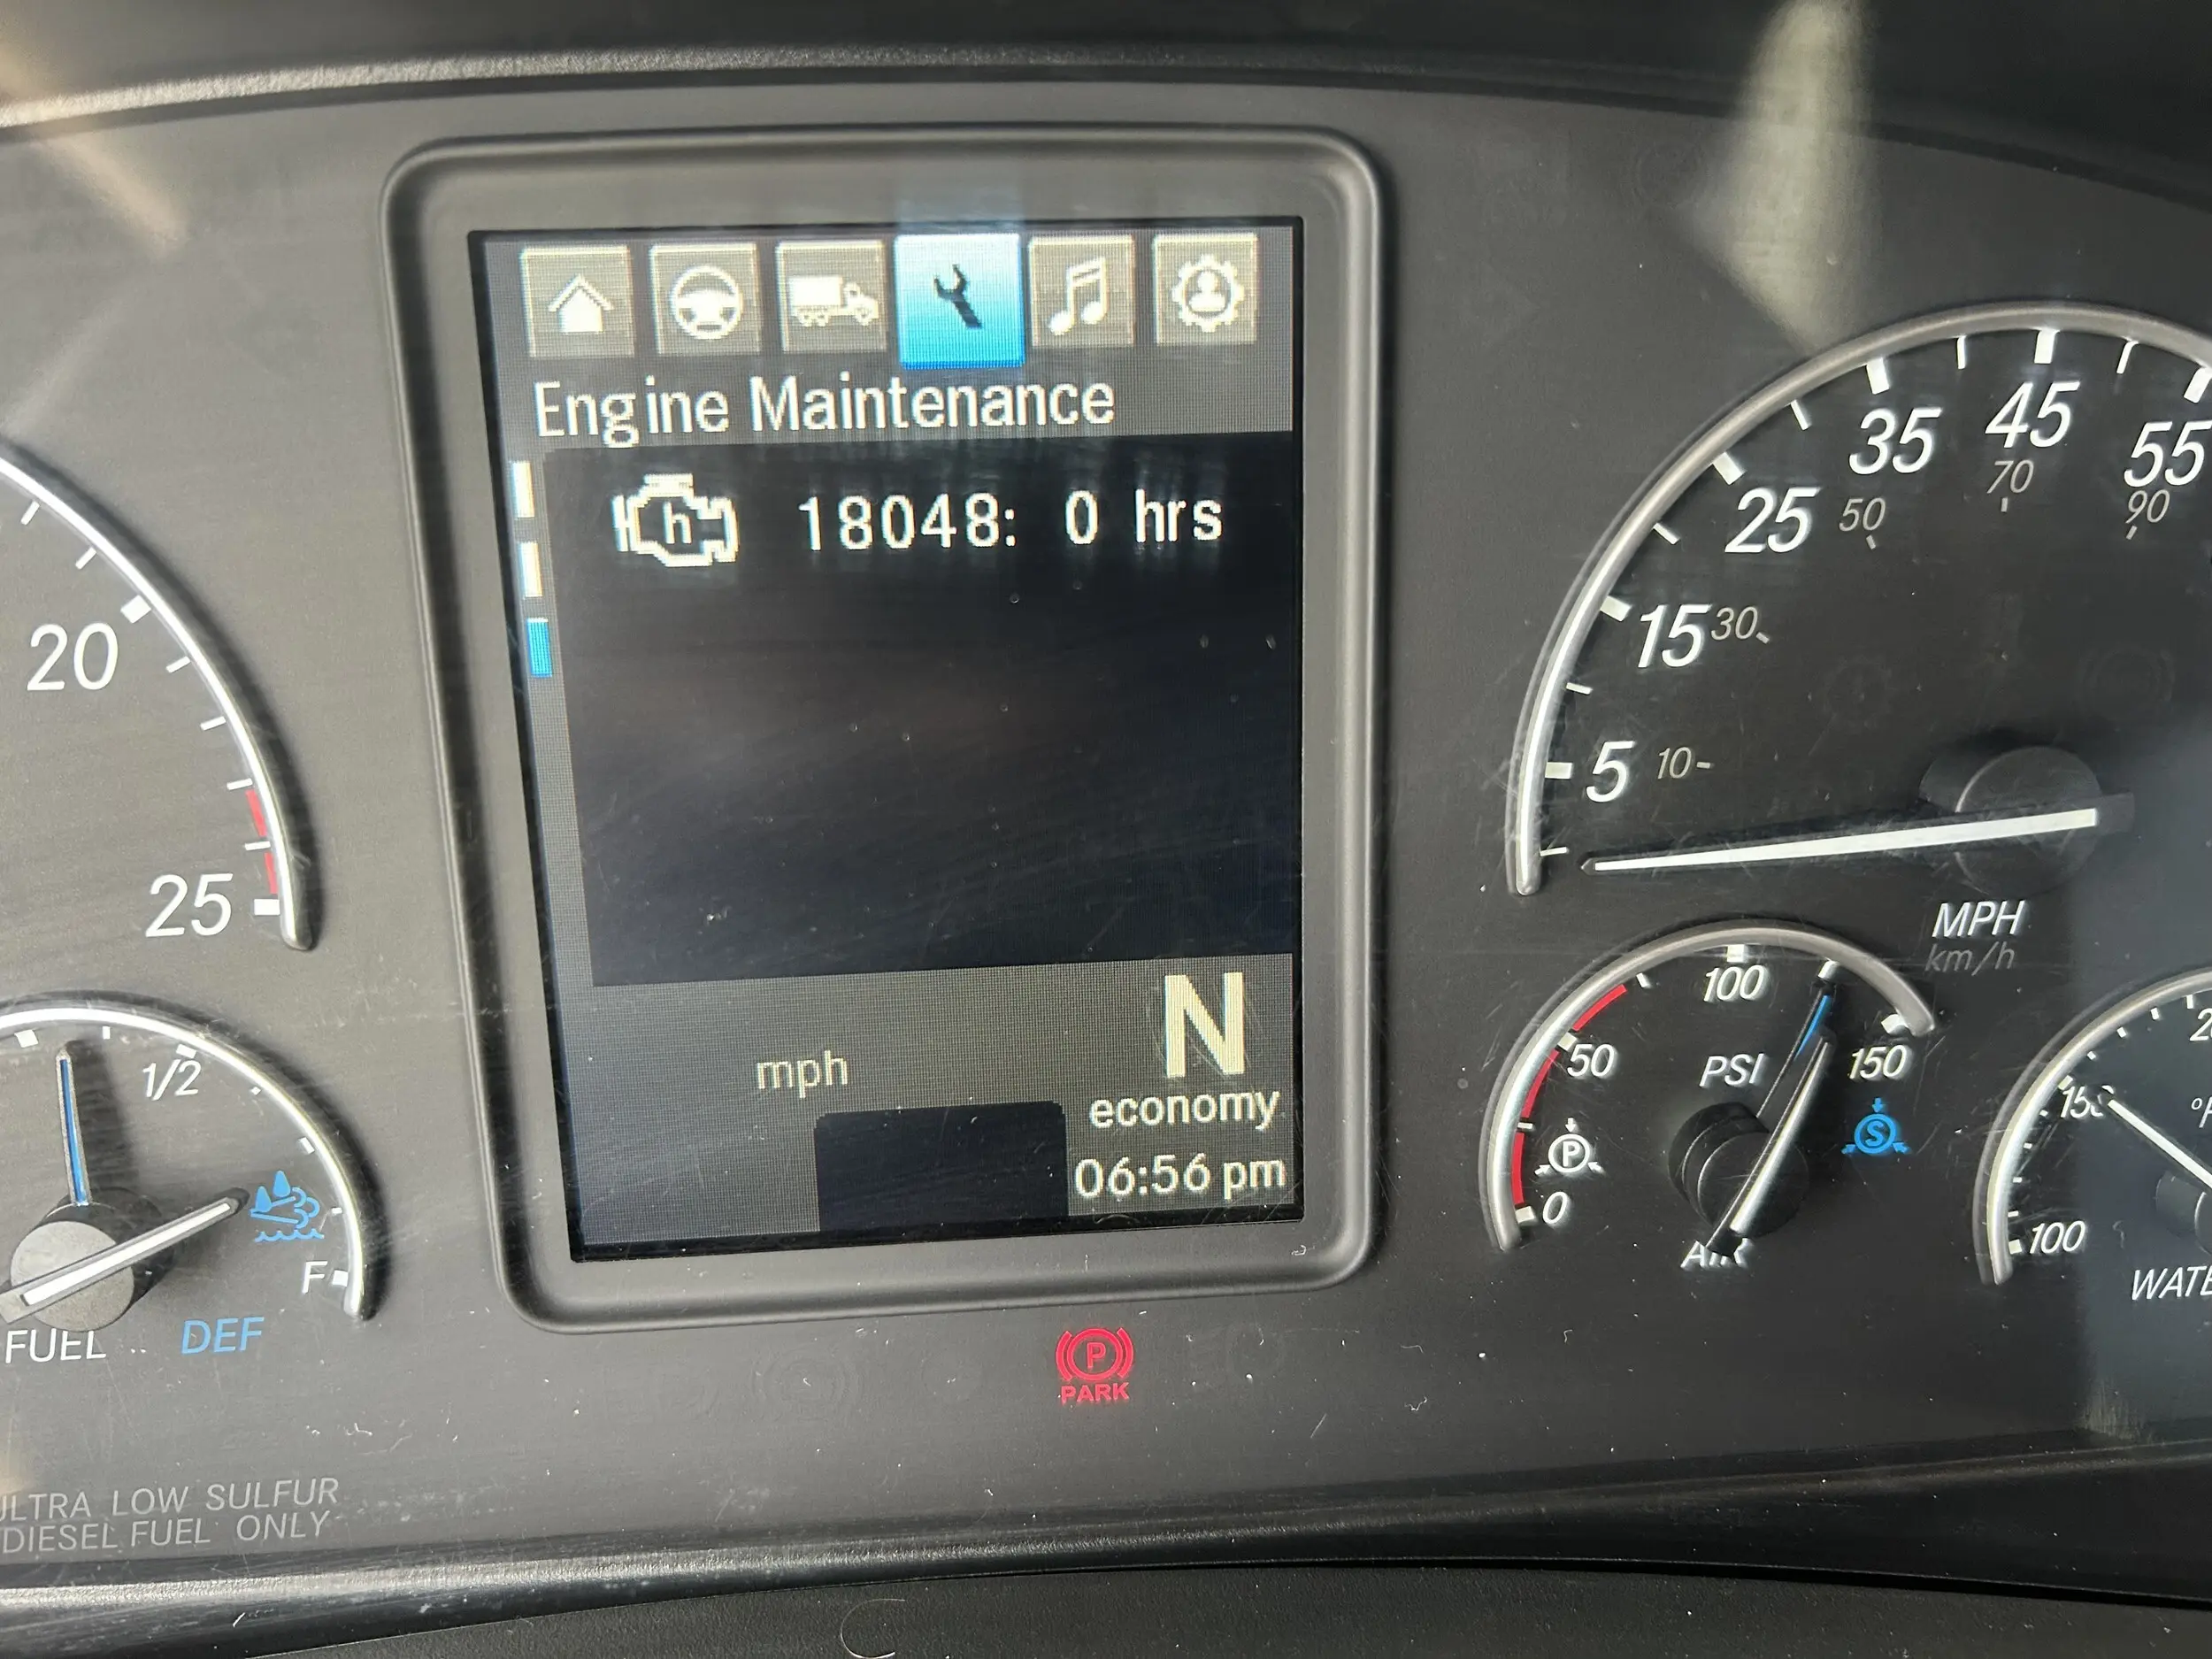 Engine Maintenance
h 18048: 0 hrs
mph
N
economy
06:56 pm
20
25
1/2
F
FUEL
DEF
ULTRA LOW SULFUR
DIESEL FUEL ONLY
P
PARK
5 10
15 30
25 50
35
45 70
55 90
MPH
km/h
0
50
100
150
PSI
P
S
AIR
100
150